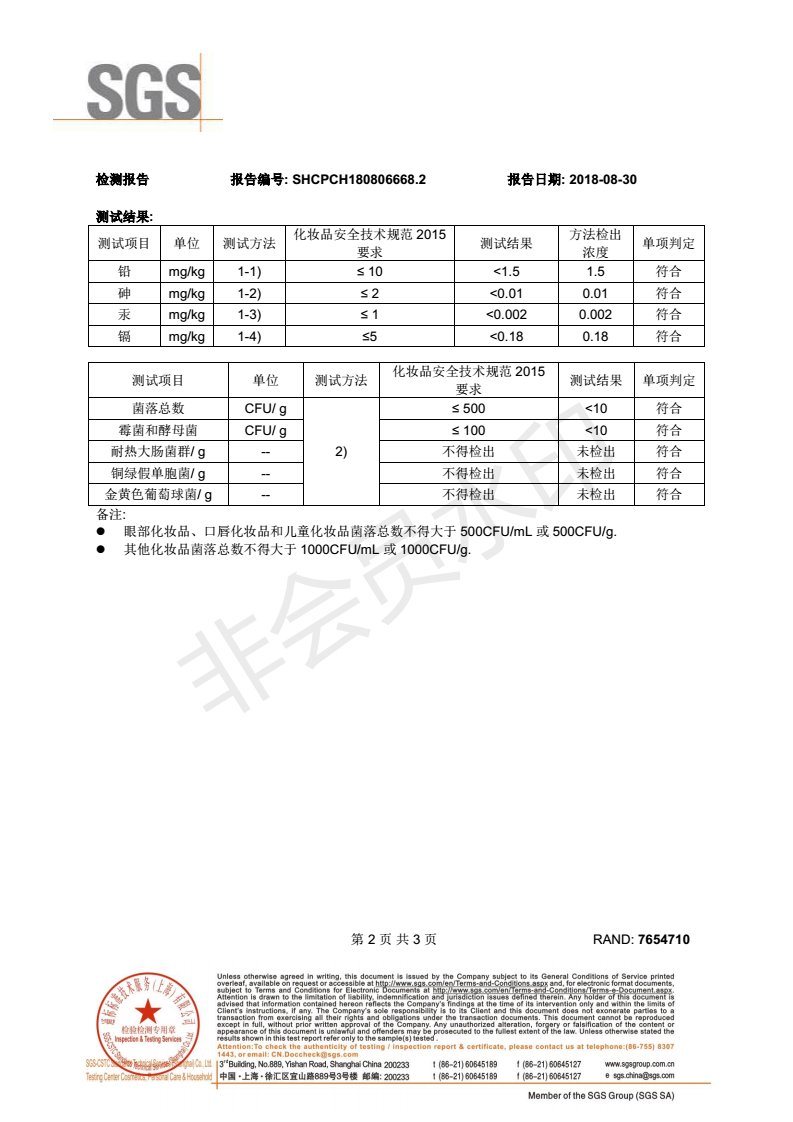 SGS
检测报告 报告编号: SHCPCH180806668.2 报告日期: 2018-08-30
测试结果:
测试项目 单位 测试方法 化妆品安全技术规范 2015 要求 测试结果 方法检出浓度 单项判定
铅 mg/kg 1-1) ≤ 10 <1.5 1.5 符合
砷 mg/kg 1-2) ≤ 2 <0.01 0.01 符合
汞 mg/kg 1-3) ≤ 1 <0.002 0.002 符合
镉 mg/kg 1-4) ≤5 <0.18 0.18 符合
测试项目 单位 测试方法 化妆品安全技术规范 2015 要求 测试结果 单项判定
菌落总数 CFU/ g ≤ 500 <10 符合
霉菌和酵母菌 CFU/ g ≤ 100 <10 符合
耐热大肠菌群/ g -- 2) 不得检出 未检出 符合
铜绿假单胞菌/ g -- 不得检出 未检出 符合
金黄色葡萄球菌/ g -- 不得检出 未检出 符合
备注:
● 眼部化妆品、口唇化妆品和儿童化妆品菌落总数不得大于 500CFU/mL 或 500CFU/g.
● 其他化妆品菌落总数不得大于 1000CFU/mL 或 1000CFU/g.
非会员水印
第 2 页 共 3 页 RAND: 7654710
Unless otherwise agreed in writing, this document is issued by the Company subject to its General Conditions of Service printed
overleaf, available on request or accessible at http://www.sgs.com/en/Terms-and-Conditions.aspx and, for electronic format documents,
subject to Terms and Conditions for Electronic Documents at http://www.sgs.com/en/Terms-and-Conditions/Terms-e-Document.aspx.
Attention is drawn to the limitation of liability, indemnification and jurisdiction issues defined therein. Any holder of this document is
advised that information contained hereon reflects the Company's findings at the time of its intervention only and within the limits of
Client's instructions, if any. The Company's sole responsibility is to its Client and this document does not exonerate parties to a
transaction from exercising all their rights and obligations under the transaction documents. This document cannot be reproduced
except in full, without prior written approval of the Company. Any unauthorized alteration, forgery or falsification of the content or
appearance of this document is unlawful and offenders may be prosecuted to the fullest extent of the law. Unless otherwise stated the
results shown in this test report refer only to the sample(s) tested .
Attention:To check the authenticity of testing / inspection report & certificate, please contact us at telephone:(86-755) 8307
1443, or email: CN.Doccheck@sgs.com
检验检测专用章
Inspection & Testing Services
SGS-CSTC Co., Ltd.
Testing Center Cosmetics, Personal Care & Household
3rd Building, No.889, Yishan Road, Shanghai China 200233 t (86–21) 60645189 f (86–21) 60645127 www.sgsgroup.com.cn
中国・上海・徐汇区宜山路889号3号楼 邮编: 200233 t (86–21) 60645189 f (86–21) 60645127 e sgs.china@sgs.com
Member of the SGS Group (SGS SA)